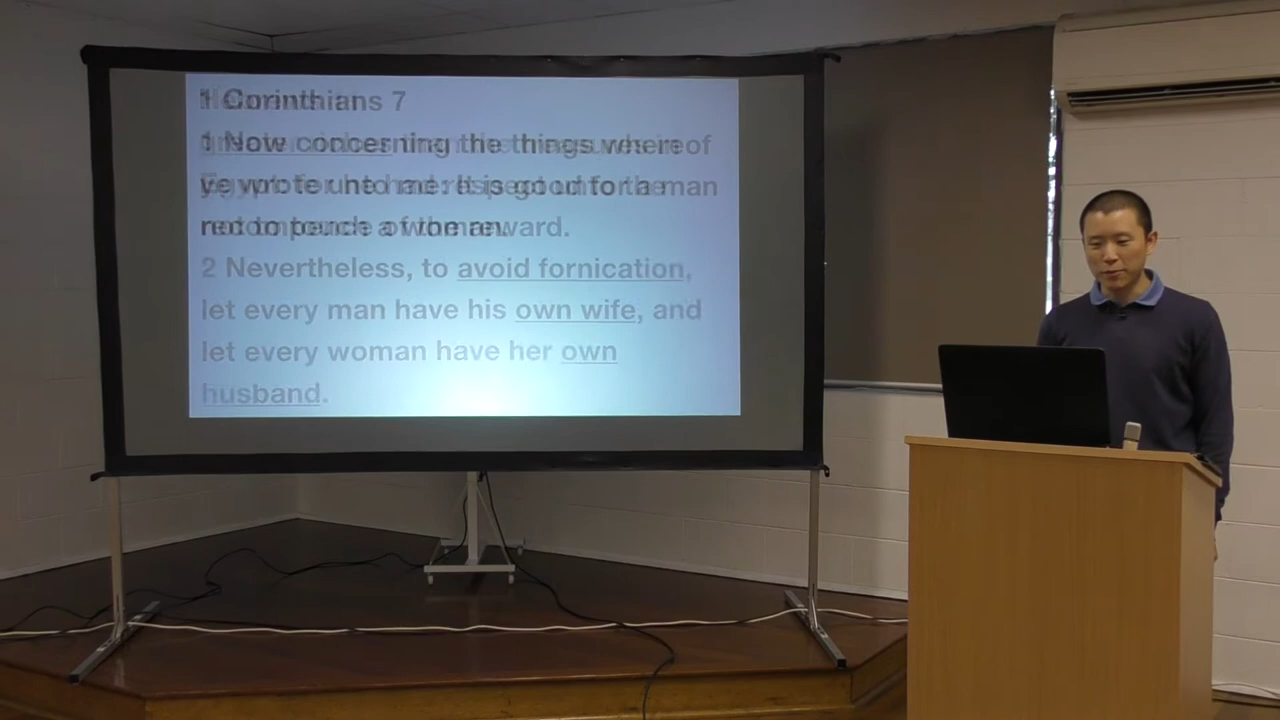 1 Corinthians 7
1 Now concerning the things whereof
ye wrote unto me: It is good for a man
not to touch a woman.
2 Nevertheless, to avoid fornication,
let every man have his own wife, and
let every woman have her own
husband.